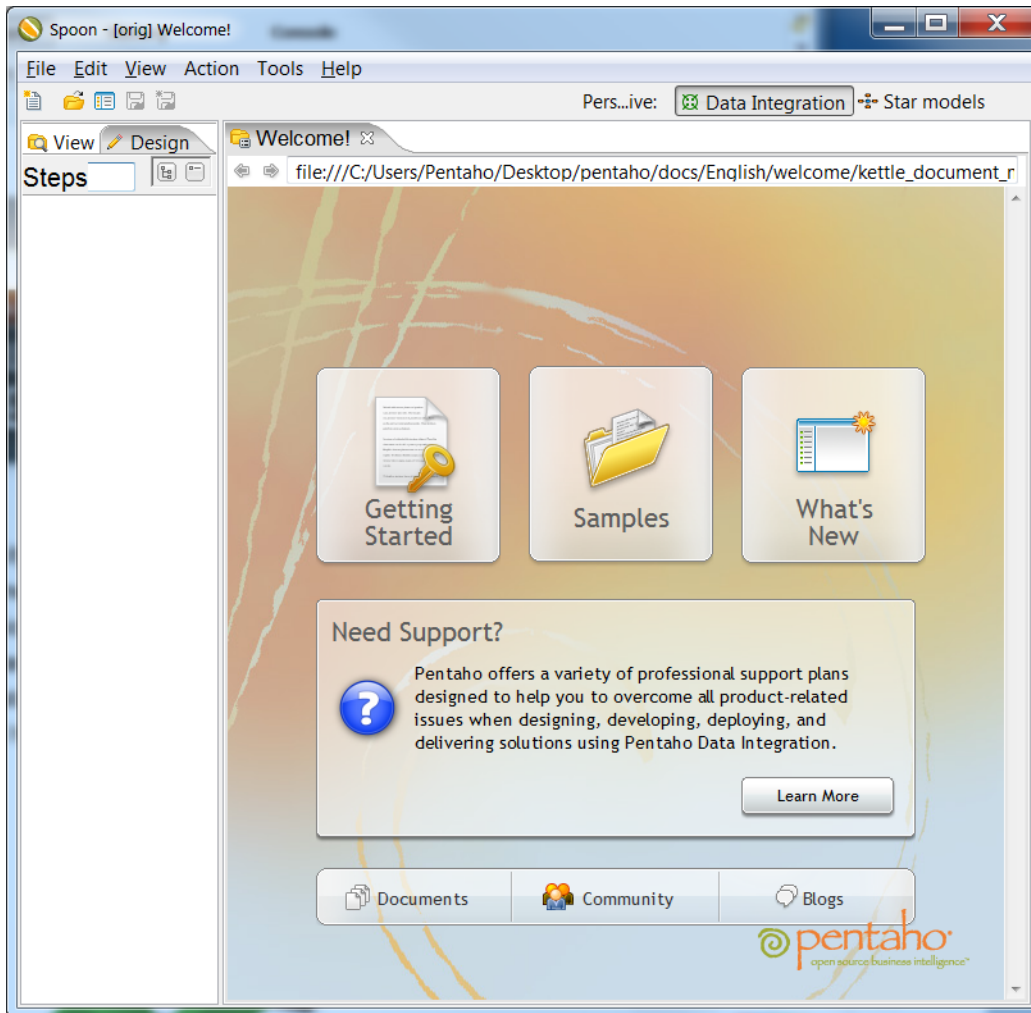 Spoon - [orig] Welcome!
File Edit View Action Tools Help
Pers...ive: Data Integration Star models
View Design
Welcome!
Steps
file:///C:/Users/Pentaho/Desktop/pentaho/docs/English/welcome/kettle_document_r
Getting
Started
Samples
What's
New
Need Support?
Pentaho offers a variety of professional support plans
designed to help you to overcome all product-related
issues when designing, developing, deploying, and
delivering solutions using Pentaho Data Integration.
Learn More
Documents
Community
Blogs
pentaho
open source business intelligence™